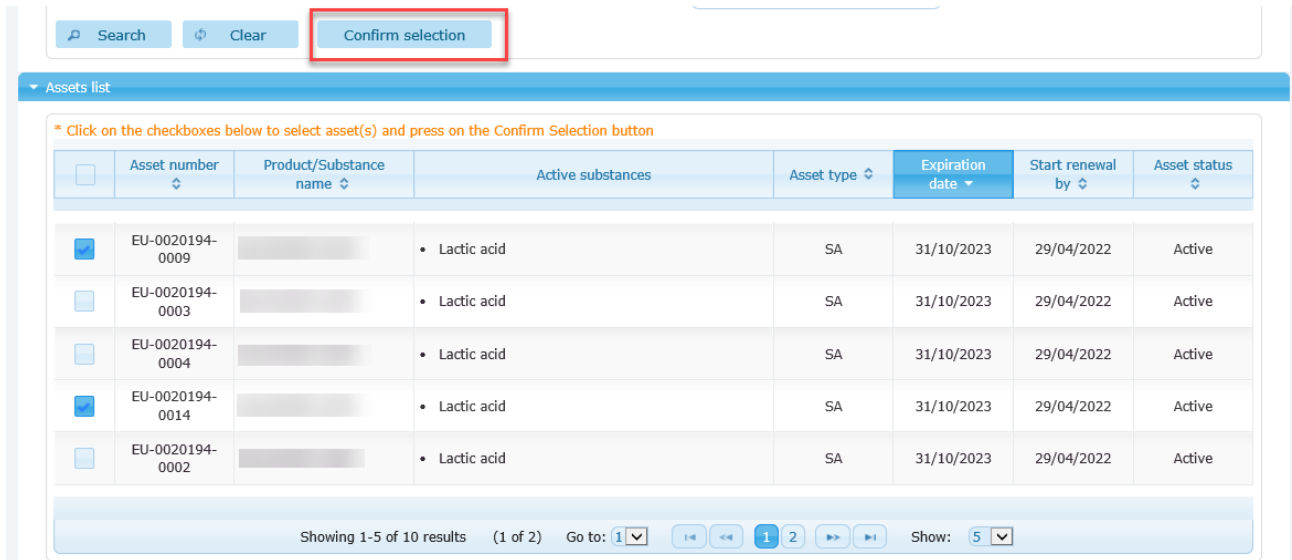 Search Clear Confirm selection
Assets list
* Click on the checkboxes below to select asset(s) and press on the Confirm Selection button
Asset number Product/Substance name Active substances Asset type Expiration date Start renewal by Asset status
EU-0020194-0009 • Lactic acid SA 31/10/2023 29/04/2022 Active
EU-0020194-0003 • Lactic acid SA 31/10/2023 29/04/2022 Active
EU-0020194-0004 • Lactic acid SA 31/10/2023 29/04/2022 Active
EU-0020194-0014 • Lactic acid SA 31/10/2023 29/04/2022 Active
EU-0020194-0002 • Lactic acid SA 31/10/2023 29/04/2022 Active
Showing 1-5 of 10 results (1 of 2) Go to: 1 1 2 Show: 5